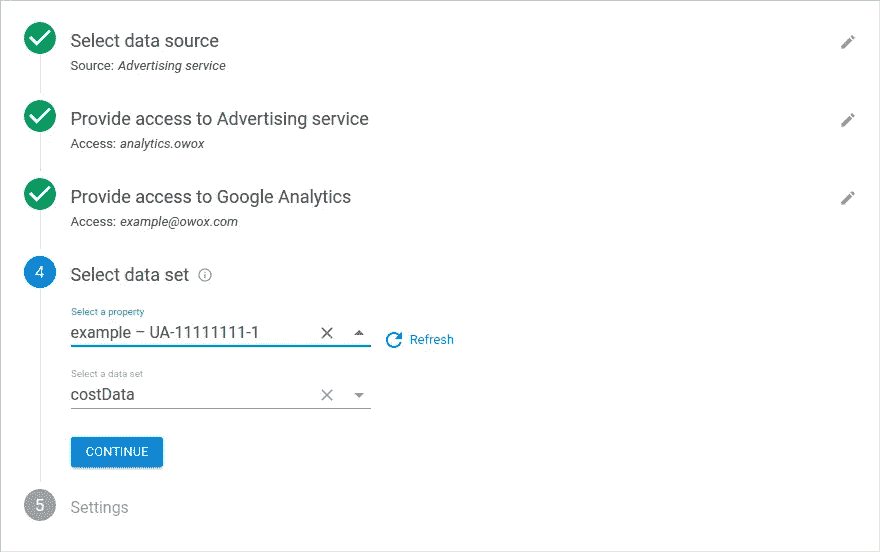 Select data source
Source: Advertising service
Provide access to Advertising service
Access: analytics.owox
Provide access to Google Analytics
Access: example@owox.com
4 Select data set
Select a property
example – UA-11111111-1
Refresh
Select a data set
costData
CONTINUE
5 Settings